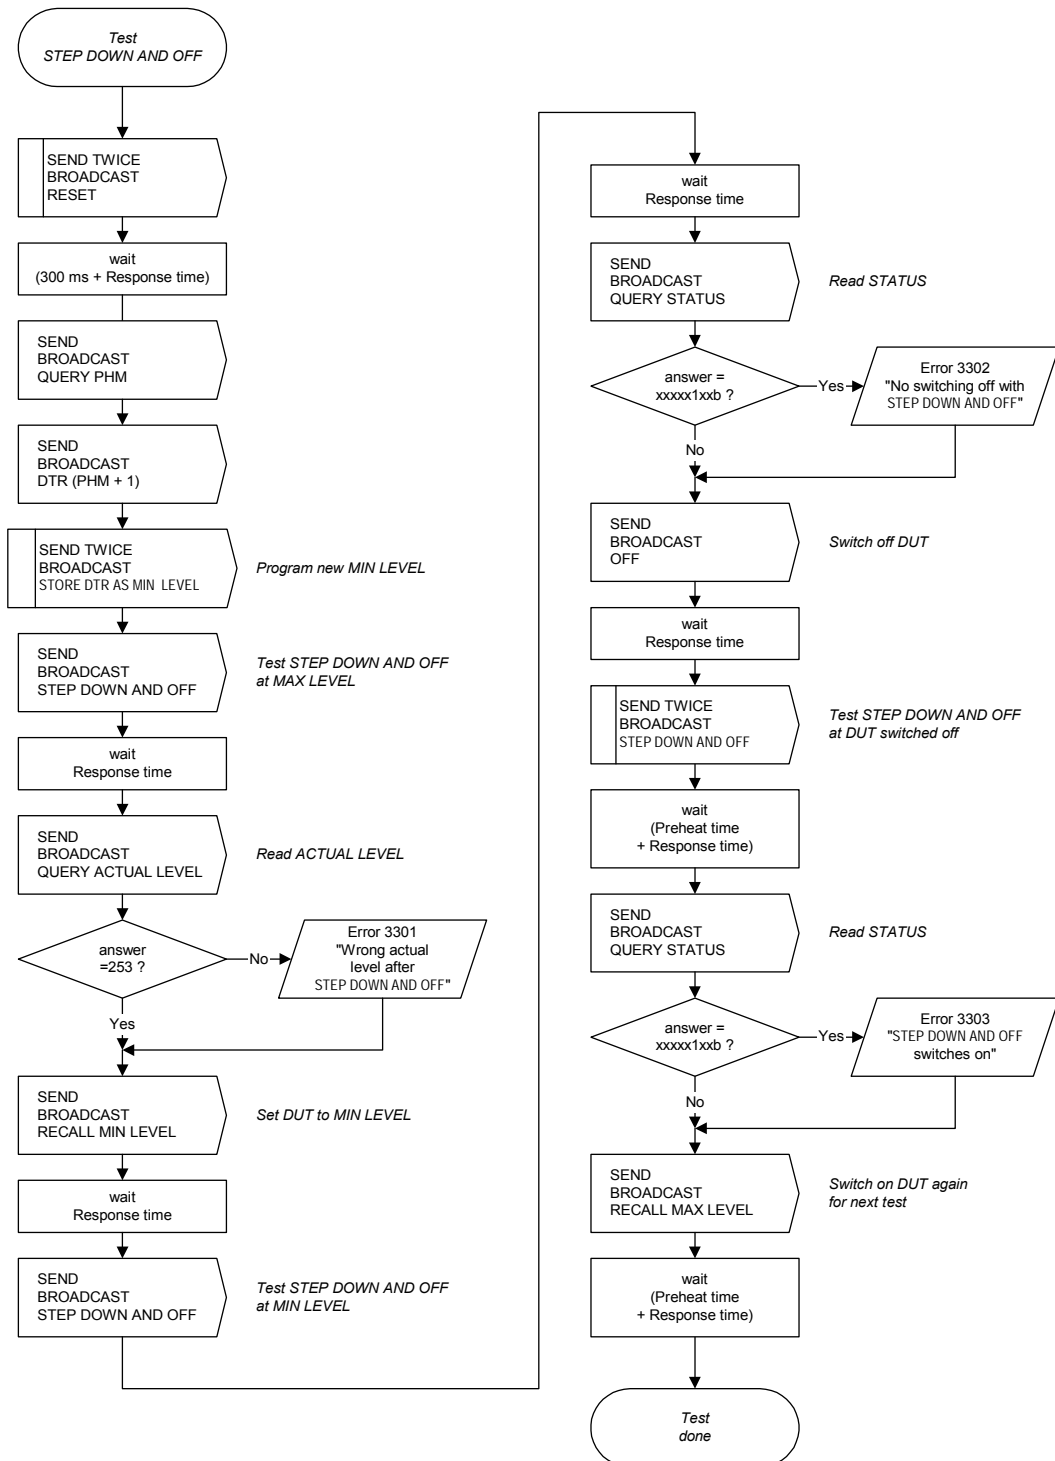 Test
STEP DOWN AND OFF
SEND TWICE
BROADCAST
RESET
wait
(300 ms + Response time)
SEND
BROADCAST
QUERY PHM
SEND
BROADCAST
DTR (PHM + 1)
SEND TWICE
BROADCAST
STORE DTR AS MIN LEVEL
Program new MIN LEVEL
SEND
BROADCAST
STEP DOWN AND OFF
Test STEP DOWN AND OFF
at MAX LEVEL
wait
Response time
SEND
BROADCAST
QUERY ACTUAL LEVEL
Read ACTUAL LEVEL
answer
=253 ?
No
Error 3301
"Wrong actual
level after
STEP DOWN AND OFF"
Yes
SEND
BROADCAST
RECALL MIN LEVEL
Set DUT to MIN LEVEL
wait
Response time
SEND
BROADCAST
STEP DOWN AND OFF
Test STEP DOWN AND OFF
at MIN LEVEL
wait
Response time
SEND
BROADCAST
QUERY STATUS
Read STATUS
answer =
xxxxx1xxb ?
Yes
Error 3302
"No switching off with
STEP DOWN AND OFF"
No
SEND
BROADCAST
OFF
Switch off DUT
wait
Response time
SEND TWICE
BROADCAST
STEP DOWN AND OFF
Test STEP DOWN AND OFF
at DUT switched off
wait
(Preheat time
+ Response time)
SEND
BROADCAST
QUERY STATUS
Read STATUS
answer =
xxxxx1xxb ?
Yes
Error 3303
"STEP DOWN AND OFF
switches on"
No
SEND
BROADCAST
RECALL MAX LEVEL
Switch on DUT again
for next test
wait
(Preheat time
+ Response time)
Test
done